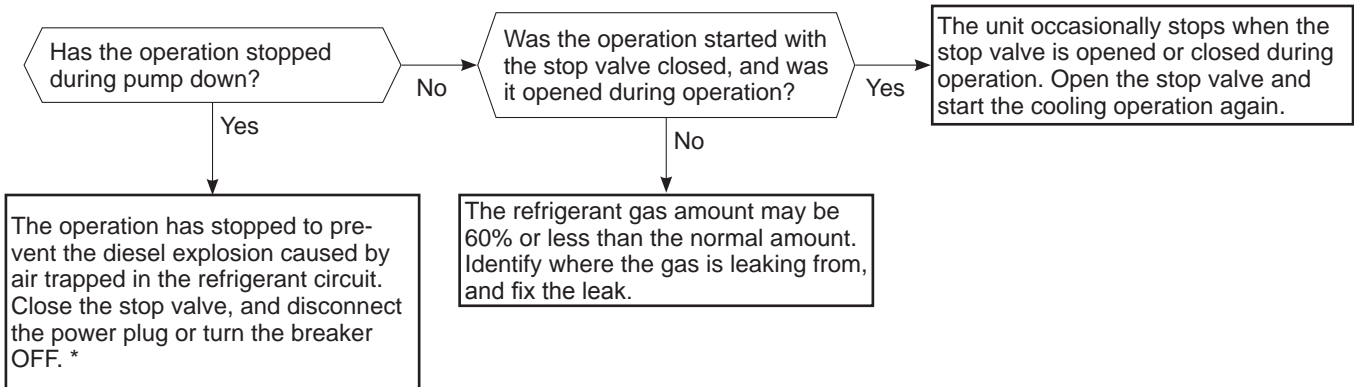 Has the operation stopped
during pump down?
No
Yes
Was the operation started with
the stop valve closed, and was
it opened during operation?
Yes
No
The unit occasionally stops when the
stop valve is opened or closed during
operation. Open the stop valve and
start the cooling operation again.
The operation has stopped to pre-
vent the diesel explosion caused by
air trapped in the refrigerant circuit.
Close the stop valve, and disconnect
the power plug or turn the breaker
OFF. *
The refrigerant gas amount may be
60% or less than the normal amount.
Identify where the gas is leaking from,
and fix the leak.